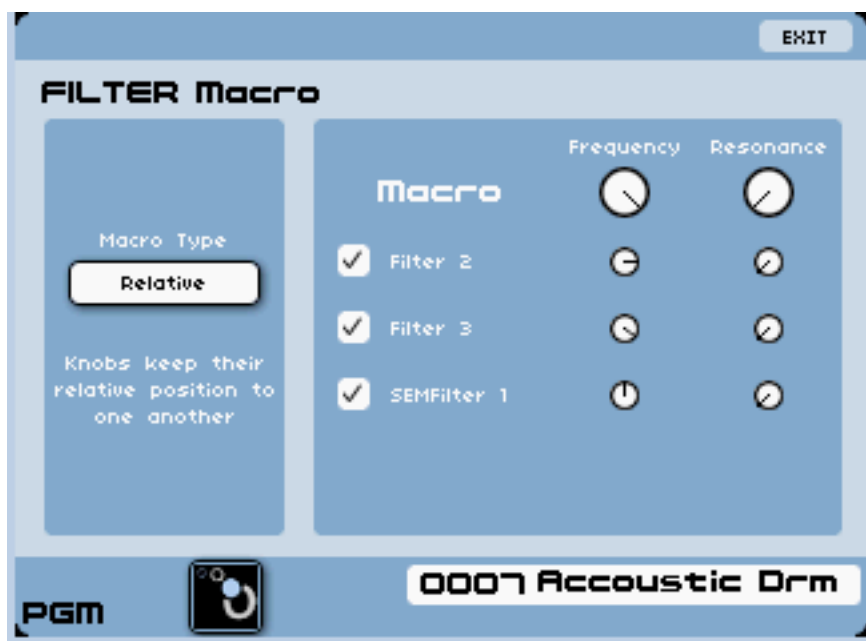 EXIT
FILTER Macro
Frequency Resonance
Macro
Macro Type
Relative
Knobs keep their
relative position to
one another
Filter 2
Filter 3
SEMFilter 1
PGM
0007 Accoustic Drm